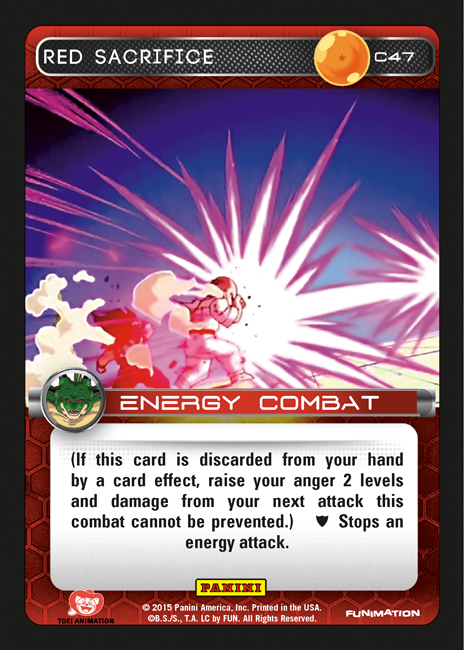 RED SACRIFICE C47
ENERGY COMBAT
(If this card is discarded from your hand
by a card effect, raise your anger 2 levels
and damage from your next attack this
combat cannot be prevented.) Stops an
energy attack.
PANINI
TOEI ANIMATION
© 2015 Panini America, Inc. Printed in the USA.
©B.S./S., T.A. LC by FUN. All Rights Reserved.
FUNIMATION